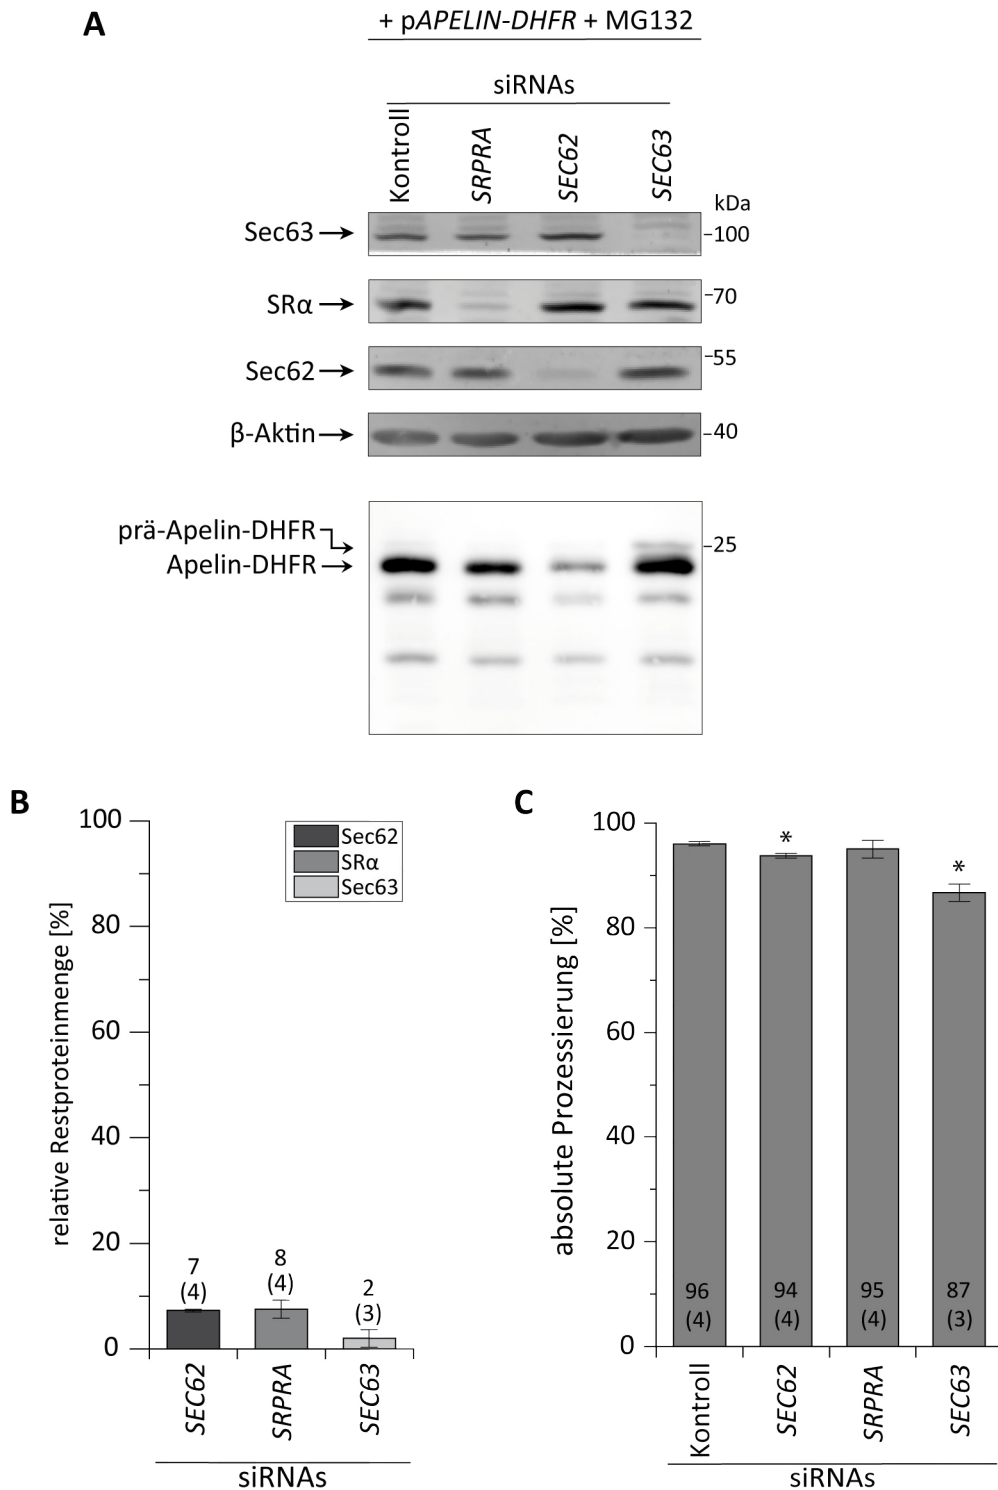 A
+ pAPELIN-DHFR + MG132
siRNAs
Kontroll
SRPRA
SEC62
SEC63
kDa
Sec63
-100
SRα
-70
Sec62
-55
β-Aktin
-40
prä-Apelin-DHFR
-25
Apelin-DHFR
B
relative Restproteinmenge [%]
100
80
60
40
20
0
Sec62
SRα
Sec63
7
(4)
8
(4)
2
(3)
SEC62
SRPRA
SEC63
siRNAs
C
absolute Prozessierung [%]
100
80
60
40
20
0
*
*
96
(4)
94
(4)
95
(4)
87
(3)
Kontroll
SEC62
SRPRA
SEC63
siRNAs